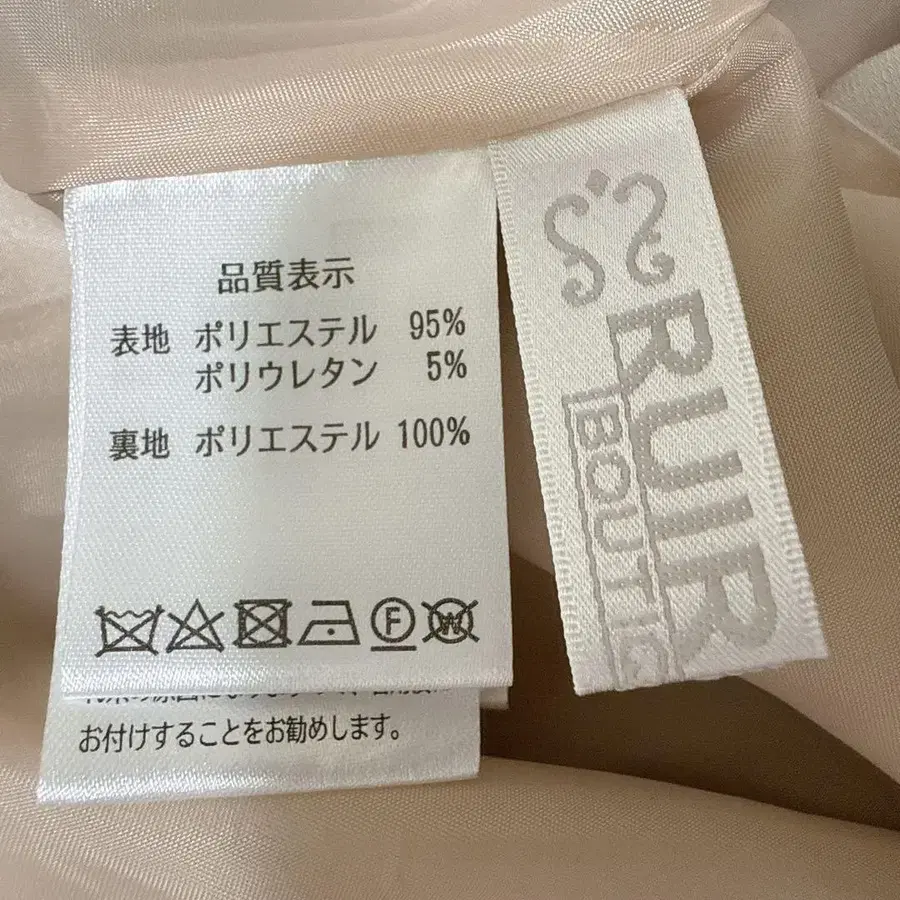 品質表示
表地 ポリエステル 95%
ポリウレタン 5%
裏地 ポリエステル 100%
F
W
お付けすることをお勧めします。
RUIR
BOUTIQ